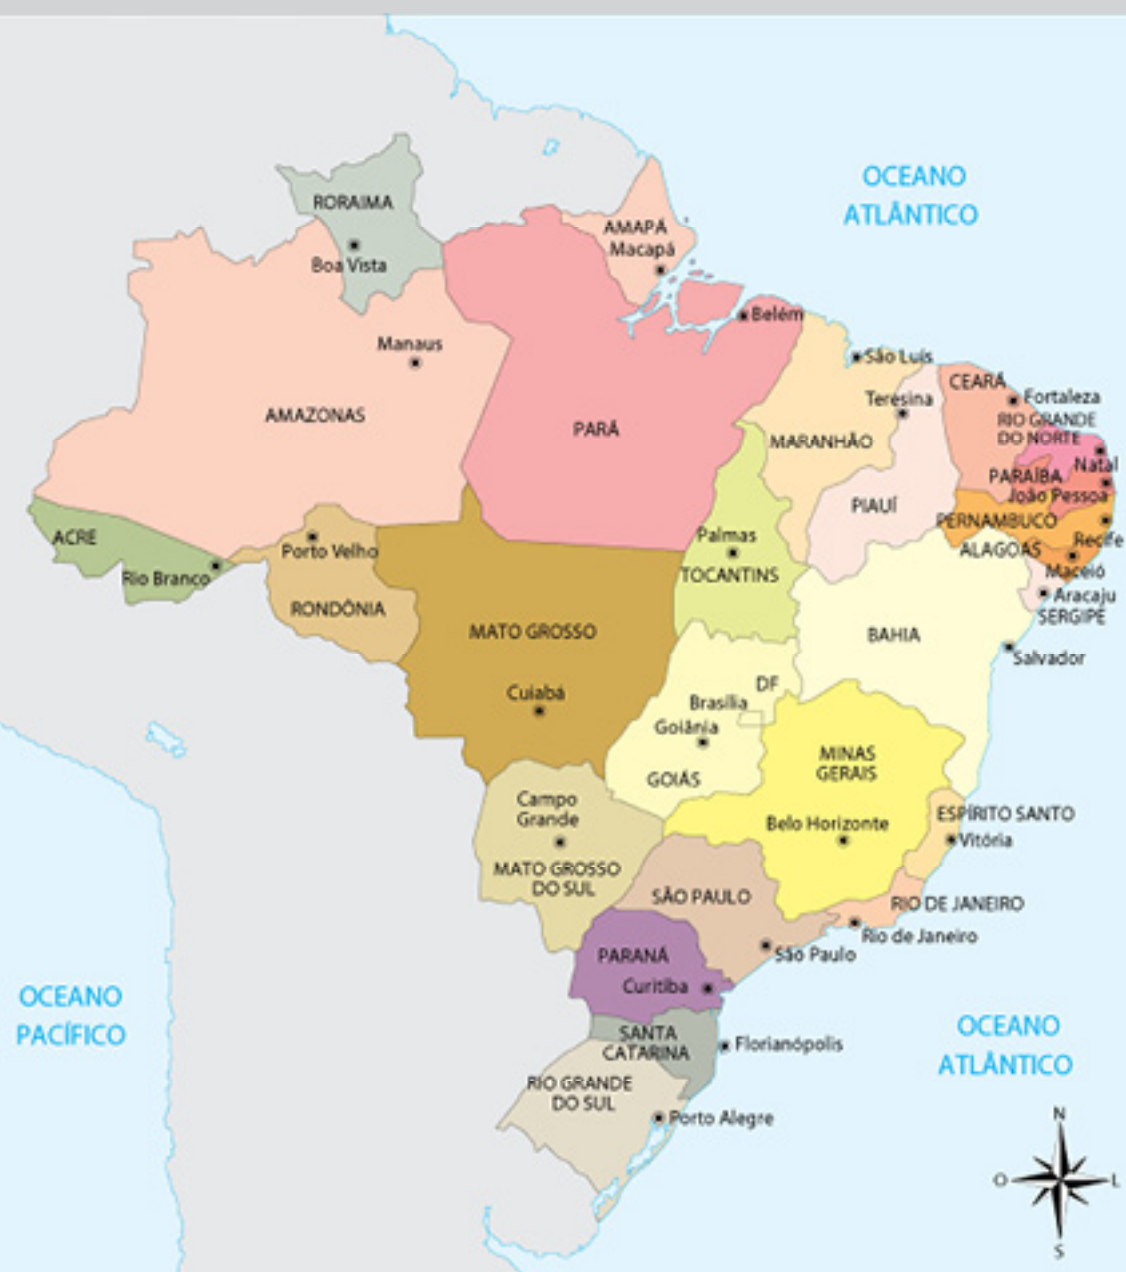 OCEANO
ATLÂNTICO
RORAIMA
Boa Vista
AMAPÁ
Macapá
Belém
Manaus
São Luís
AMAZONAS
PARÁ
MARANHÃO
Teresina
CEARÁ
Fortaleza
RIO GRANDE
DO NORTE
Natal
PARAÍBA
João Pessoa
PIAUÍ
PERNAMBUCO
Recife
ALAGOAS
Maceió
Aracaju
SERGIPE
ACRE
Rio Branco
Porto Velho
RONDÔNIA
Palmas
TOCANTINS
MATO GROSSO
Cuiabá
BAHIA
Salvador
DF
Brasília
Goiânia
GOIÁS
MINAS
GERAIS
Belo Horizonte
ESPÍRITO SANTO
Vitória
Campo
Grande
MATO GROSSO
DO SUL
SÃO PAULO
São Paulo
RIO DE JANEIRO
Rio de Janeiro
PARANÁ
Curitiba
SANTA
CATARINA
Florianópolis
RIO GRANDE
DO SUL
Porto Alegre
OCEANO
PACÍFICO
OCEANO
ATLÂNTICO
N
O
L
S